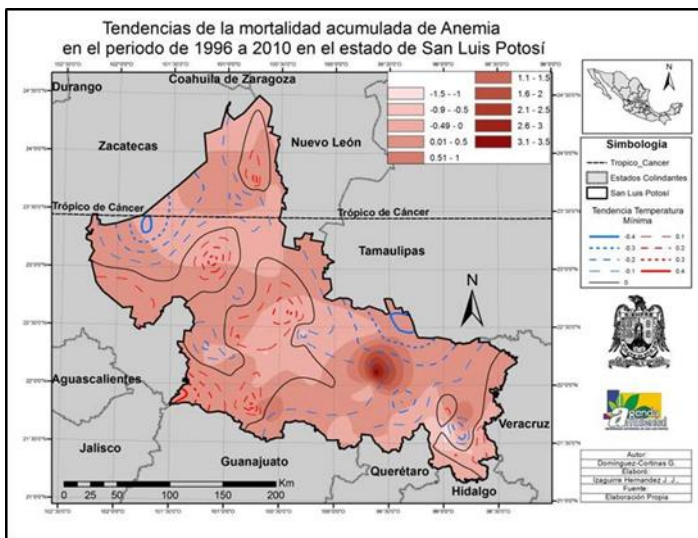 Tendencias de la mortalidad acumulada de Anemia
en el periodo de 1996 a 2010 en el estado de San Luis Potosí
Durango
Coahuila de Zaragoza
Zacatecas
Nuevo León
Trópico de Cáncer
Trópico de Cáncer
Tamaulipas
N
Aguascalientes
Jalisco
Guanajuato
Querétaro
Hidalgo
Veracruz
-1.5 - -1
-0.9 - -0.5
-0.49 - 0
0.01 - 0.5
0.51 - 1
1.1 - 1.5
1.6 - 2
2.1 - 2.5
2.6 - 3
3.1 - 3.5
0 25 50 100 150 200
Km
N
Simbología
Tropico_Cancer
Estados Colindantes
San Luis Potosí
Tendencia Temperatura
Mínima
-0.4
-0.3
-0.2
-0.1
0
0.1
0.2
0.3
0.4
agenda
ambiental
Autor:
Domínguez-Cortinas G.
Elaboró:
Izaguirre Hernandez J. J.
Fuente:
Elaboración Propia